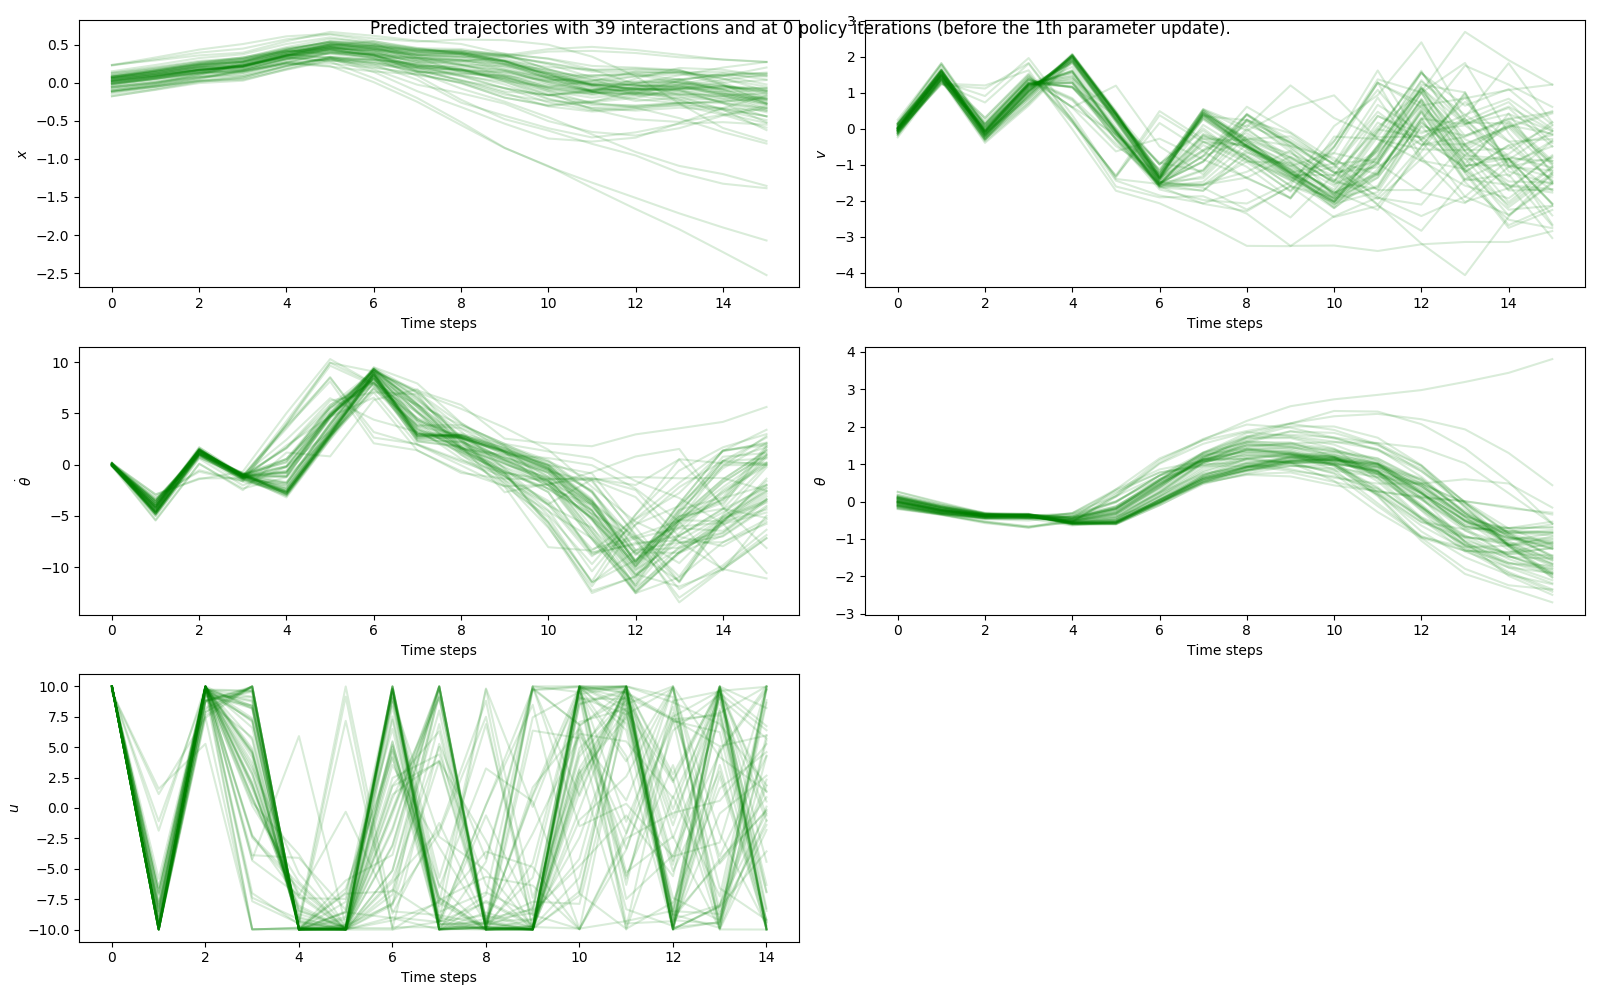 Predicted trajectories with 39 interactions and at 0 policy iterations (before the 1th parameter update).
0.5
0.0
−0.5
−1.0
−1.5
−2.0
−2.5
x
0 2 4 6 8 10 12 14
Time steps
3
2
1
0
−1
−2
−3
−4
v
0 2 4 6 8 10 12 14
Time steps
10
5
0
−5
−10
θ̇
0 2 4 6 8 10 12 14
Time steps
4
3
2
1
0
−1
−2
−3
θ
0 2 4 6 8 10 12 14
Time steps
10.0
7.5
5.0
2.5
0.0
−2.5
−5.0
−7.5
−10.0
u
0 2 4 6 8 10 12 14
Time steps